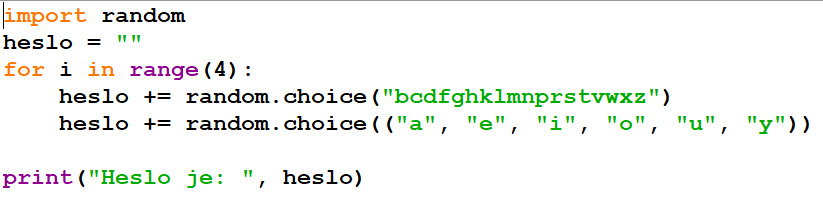 import random
heslo = ""
for i in range(4):
    heslo += random.choice("bcdfghklmnprstvwxz")
    heslo += random.choice(("a", "e", "i", "o", "u", "y"))

print("Heslo je: ", heslo)